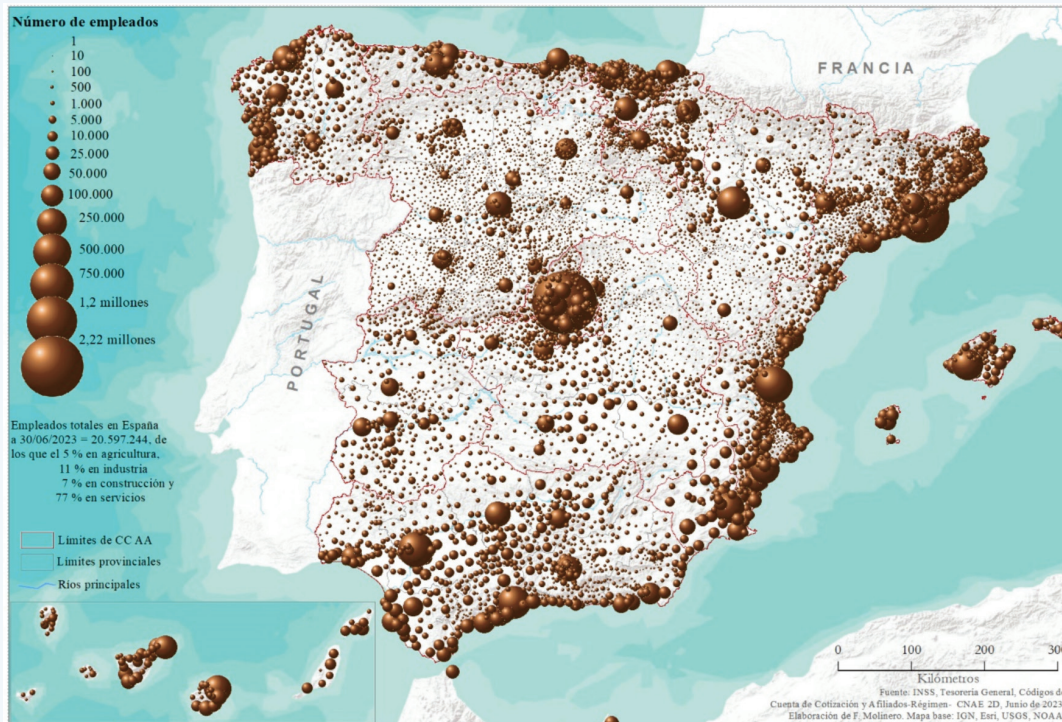 Número de empleados
1
10
100
500
1.000
5.000
10.000
25.000
50.000
100.000
250.000
500.000
750.000
1,2 millones
2,22 millones
Empleados totales en España
a 30/06/2023 = 20.597.244, de
los que el 5 % en agricultura,
11 % en industria
7 % en construcción y
77 % en servicios
Límites de CC AA
Límites provinciales
Ríos principales
FRANCIA
PORTUGAL
0 100 200 300
Kilómetros
Fuente: INSS, Tesorería General, Códigos de
Cuenta de Cotización y Afiliados-Régimen- CNAE 2D, Junio de 202
Elaboración de F. Molinero. Mapa base: IGN, Esri, USGS, NOAA